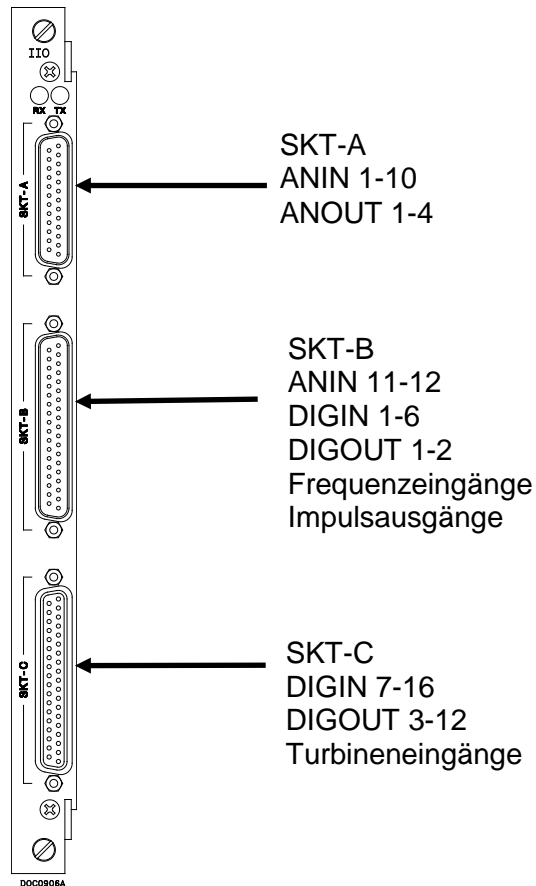 IIO
RX TX
SKT-A
SKT-A
ANIN 1-10
ANOUT 1-4
SKT-B
SKT-B
ANIN 11-12
DIGIN 1-6
DIGOUT 1-2
Frequenzeingänge
Impulsausgänge
SKT-C
SKT-C
DIGIN 7-16
DIGOUT 3-12
Turbineneingänge
DOC0906A